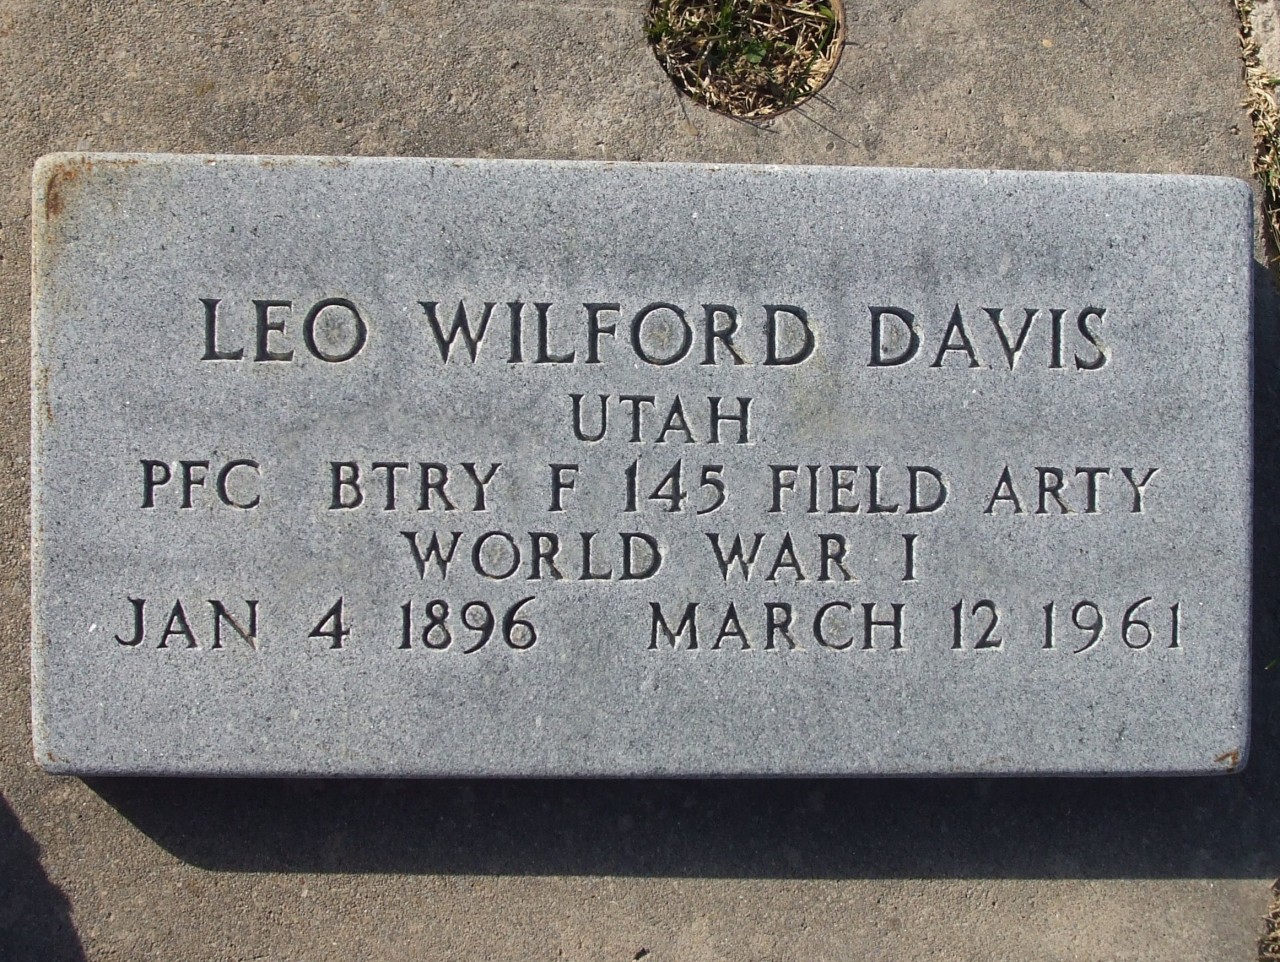 LEO WILFORD DAVIS
UTAH
PFC BTRY F 145 FIELD ARTY
WORLD WAR I
JAN 4 1896 MARCH 12 1961